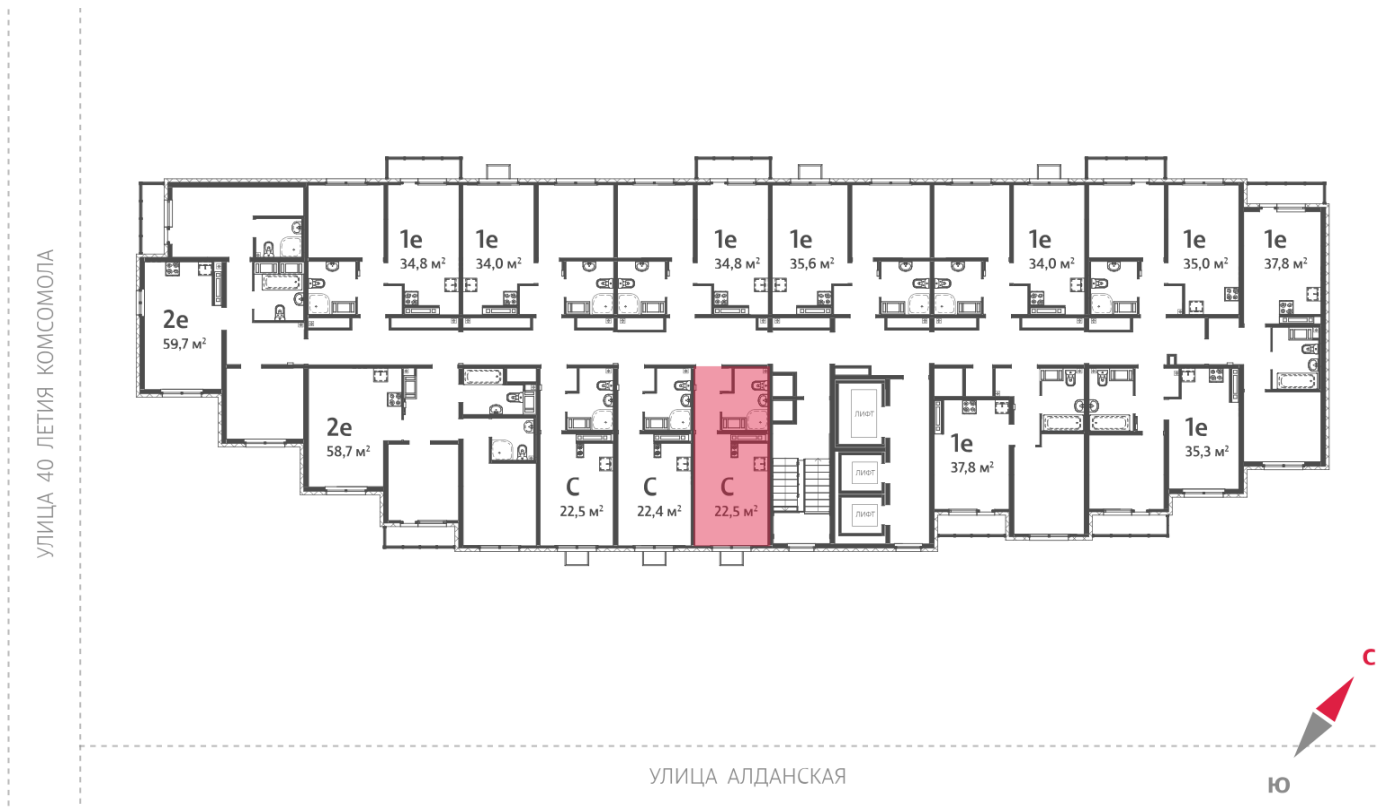 УЛИЦА 40 ЛЕТИЯ КОМСОМОЛА
1е
34,8 м²
1е
34,0 м²
1е
34,8 м²
1е
35,6 м²
1е
34,0 м²
1е
35,0 м²
1е
37,8 м²
2е
59,7 м²
2е
58,7 м²
С
22,5 м²
С
22,4 м²
С
22,5 м²
ЛИФТ
ЛИФТ
ЛИФТ
1е
37,8 м²
1е
35,3 м²
С
Ю
УЛИЦА АЛДАНСКАЯ